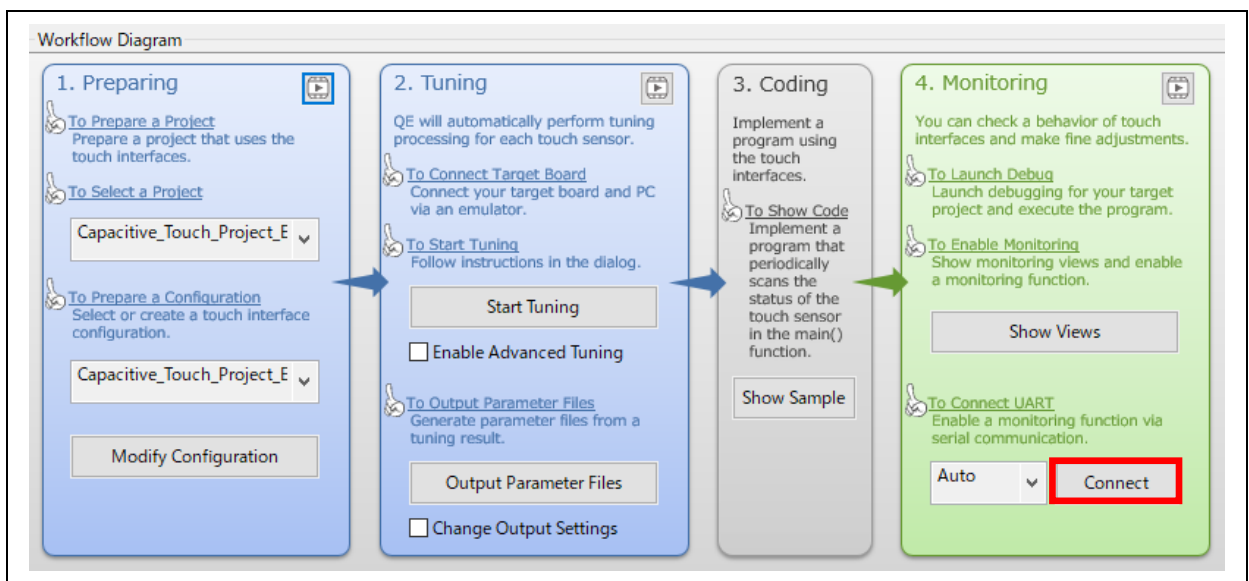 Workflow Diagram
1. Preparing
To Prepare a Project
Prepare a project that uses the
touch interfaces.
To Select a Project
Capacitive_Touch_Project_E
To Prepare a Configuration
Select or create a touch interface
configuration.
Capacitive_Touch_Project_E
Modify Configuration
2. Tuning
QE will automatically perform tuning
processing for each touch sensor.
To Connect Target Board
Connect your target board and PC
via an emulator.
To Start Tuning
Follow instructions in the dialog.
Start Tuning
Enable Advanced Tuning
To Output Parameter Files
Generate parameter files from a
tuning result.
Output Parameter Files
Change Output Settings
3. Coding
Implement a
program using
the touch
interfaces.
To Show Code
Implement a
program that
periodically
scans the
status of the
touch sensor
in the main()
function.
Show Sample
4. Monitoring
You can check a behavior of touch
interfaces and make fine adjustments.
To Launch Debug
Launch debugging for your target
project and execute the program.
To Enable Monitoring
Show monitoring views and enable
a monitoring function.
Show Views
To Connect UART
Enable a monitoring function via
serial communication.
Auto
Connect